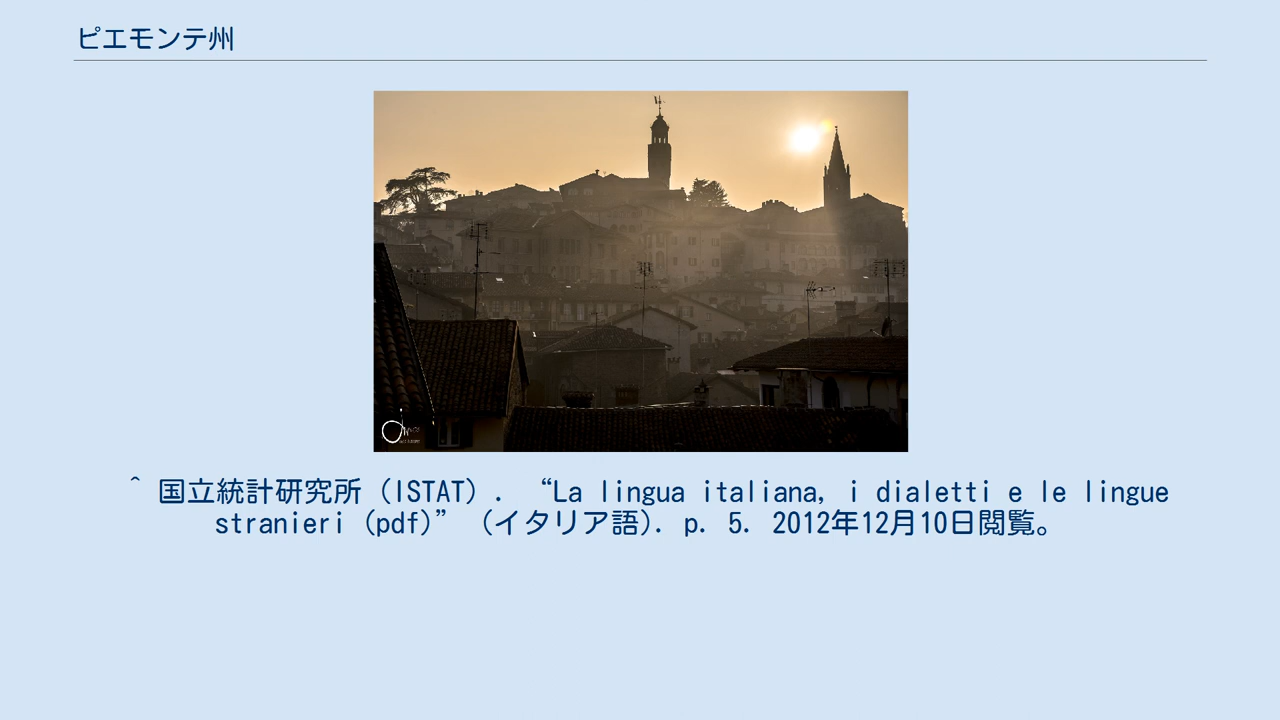 ピエモンテ州
^ 国立統計研究所 (ISTAT) . “La lingua italiana, i dialetti e le lingue
stranieri (pdf)” (イタリア語). p. 5. 2012年12月10日閲覧。